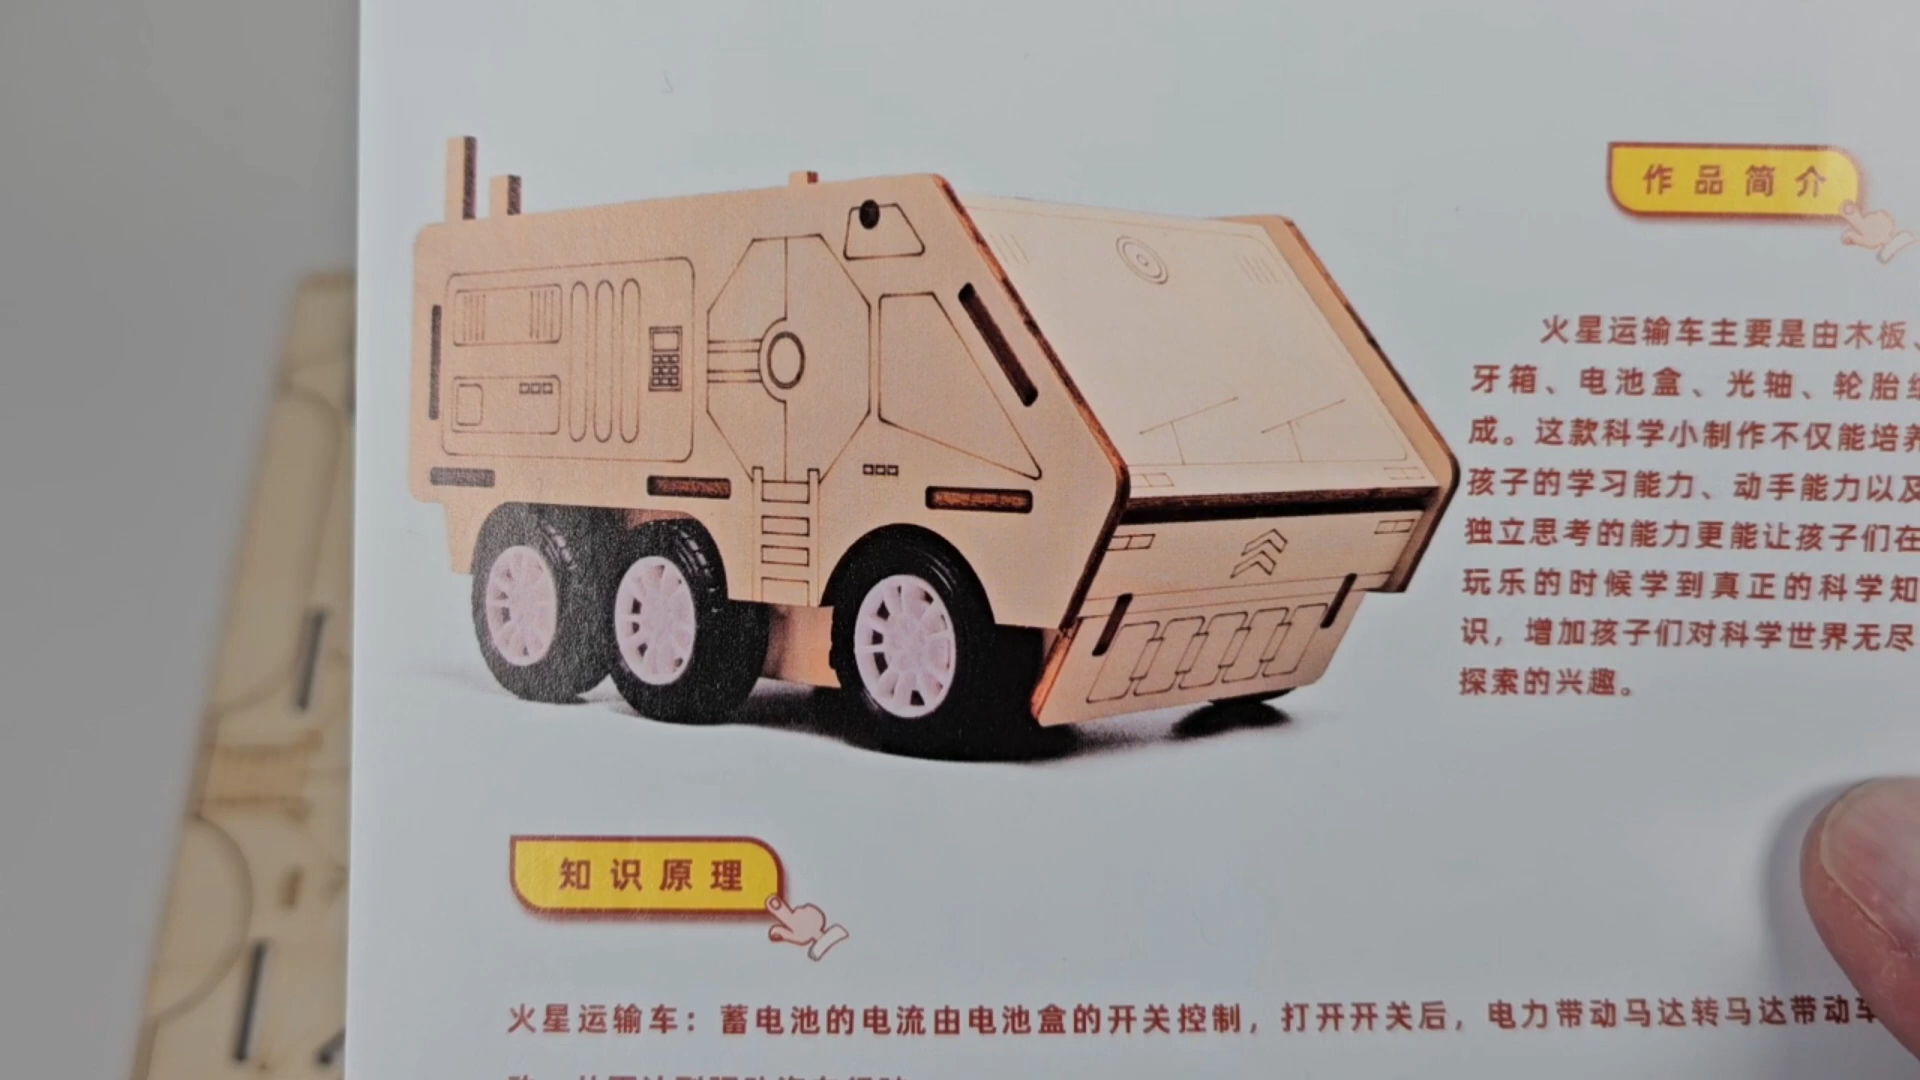 作品简介
火星运输车主要是由木板、
牙箱、电池盒、光轴、轮胎组
成。这款科学小制作不仅能培养
孩子的学习能力、动手能力以及
独立思考的能力更能让孩子们在
玩乐的时候学到真正的科学知
识，增加孩子们对科学世界无尽
探索的兴趣。
知识原理
火星运输车：蓄电池的电流由电池盒的开关控制，打开开关后，电力带动马达转马达带动车